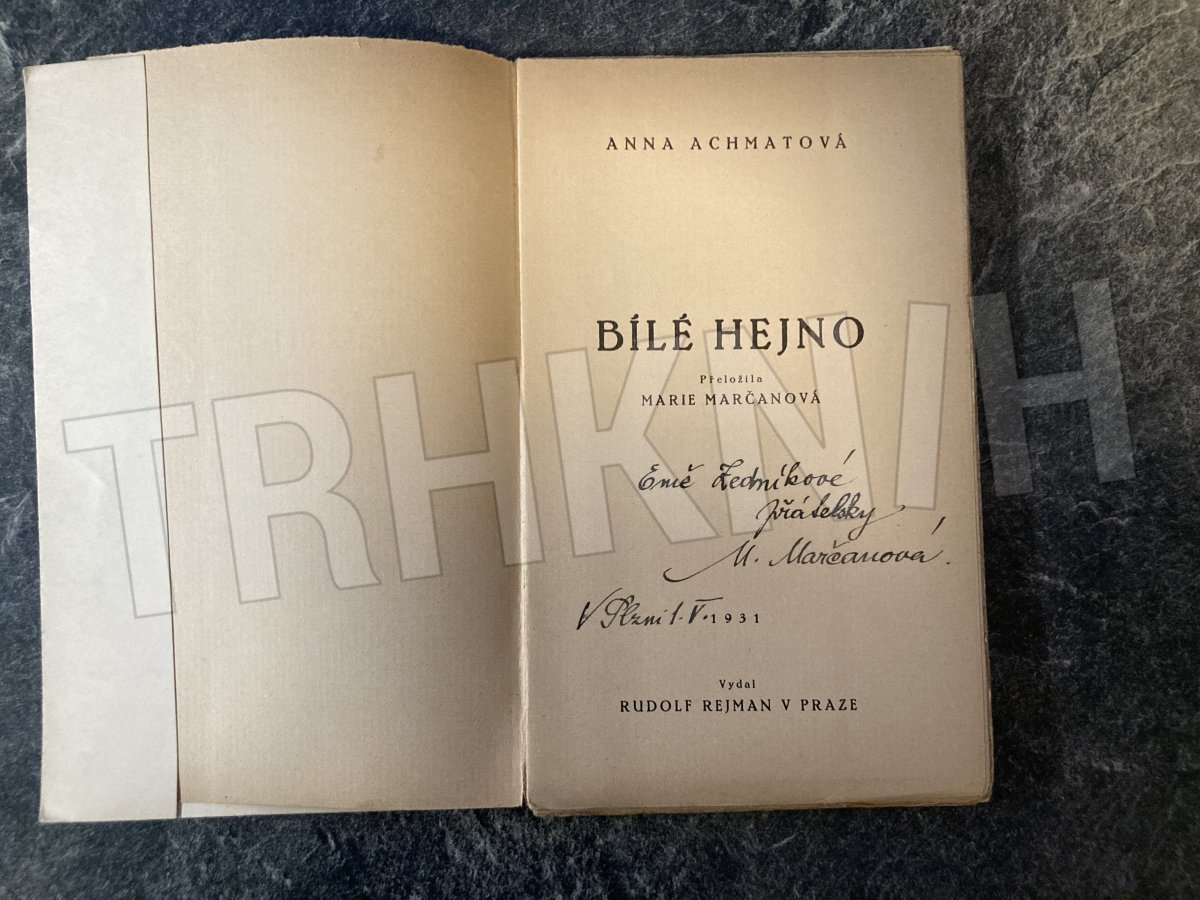 ANNA ACHMATOVÁ
BÍLÉ HEJNO
Přeložila
MARIE MARČANOVÁ
Emě Zedníkové
přátelsky
M. Marčanová.
V Plzni 1. V. 1931
Vydal
RUDOLF REJMAN V PRAZE
TRHKNIH